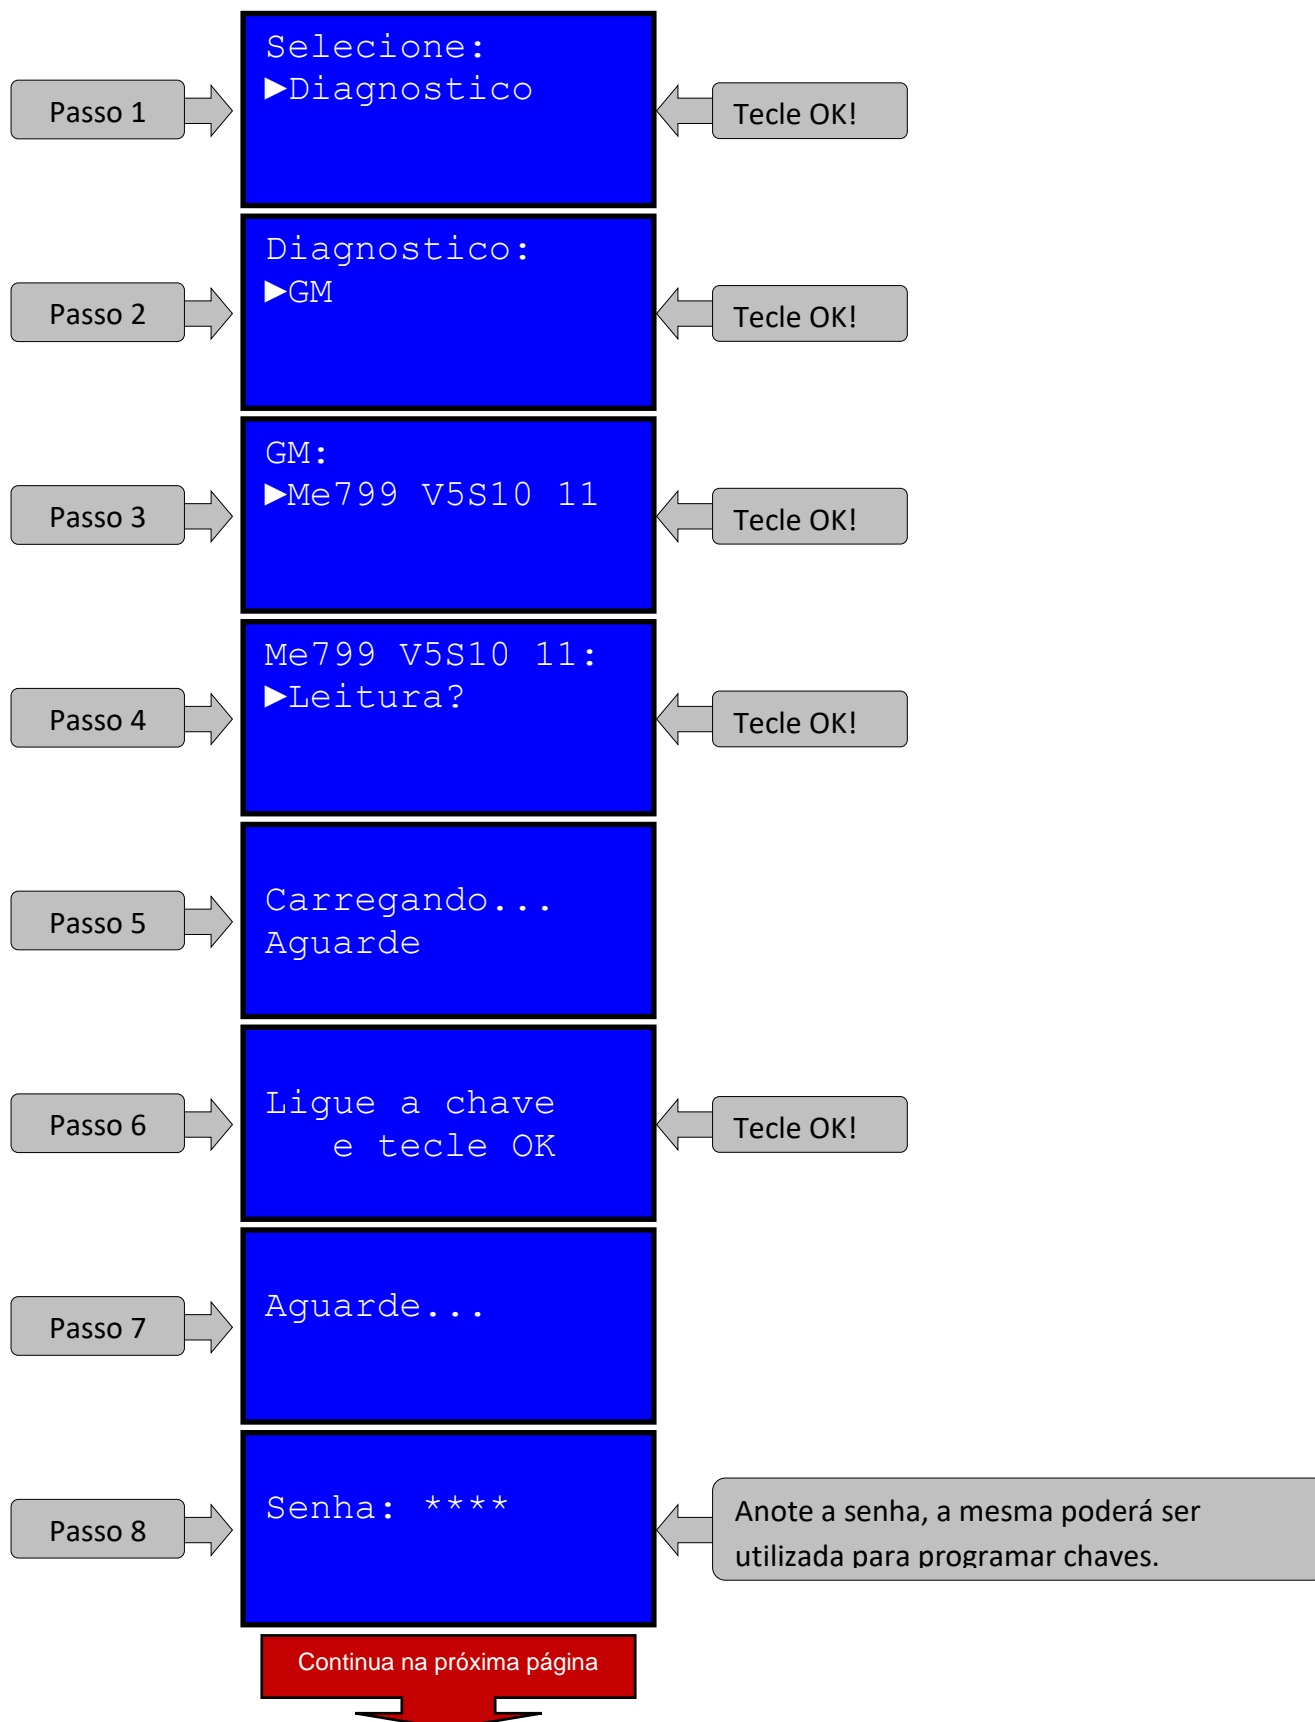 Selecione:
►Diagnostico
Passo 1
Tecle OK!
Diagnostico:
►GM
Passo 2
Tecle OK!
GM:
►Me799 V5S10 11
Passo 3
Tecle OK!
Me799 V5S10 11:
►Leitura?
Passo 4
Tecle OK!
Carregando...
Aguarde
Passo 5
Ligue a chave
e tecle OK
Passo 6
Tecle OK!
Aguarde...
Passo 7
Senha: ****
Passo 8
Anote a senha, a mesma poderá ser
utilizada para programar chaves.
Continua na próxima página